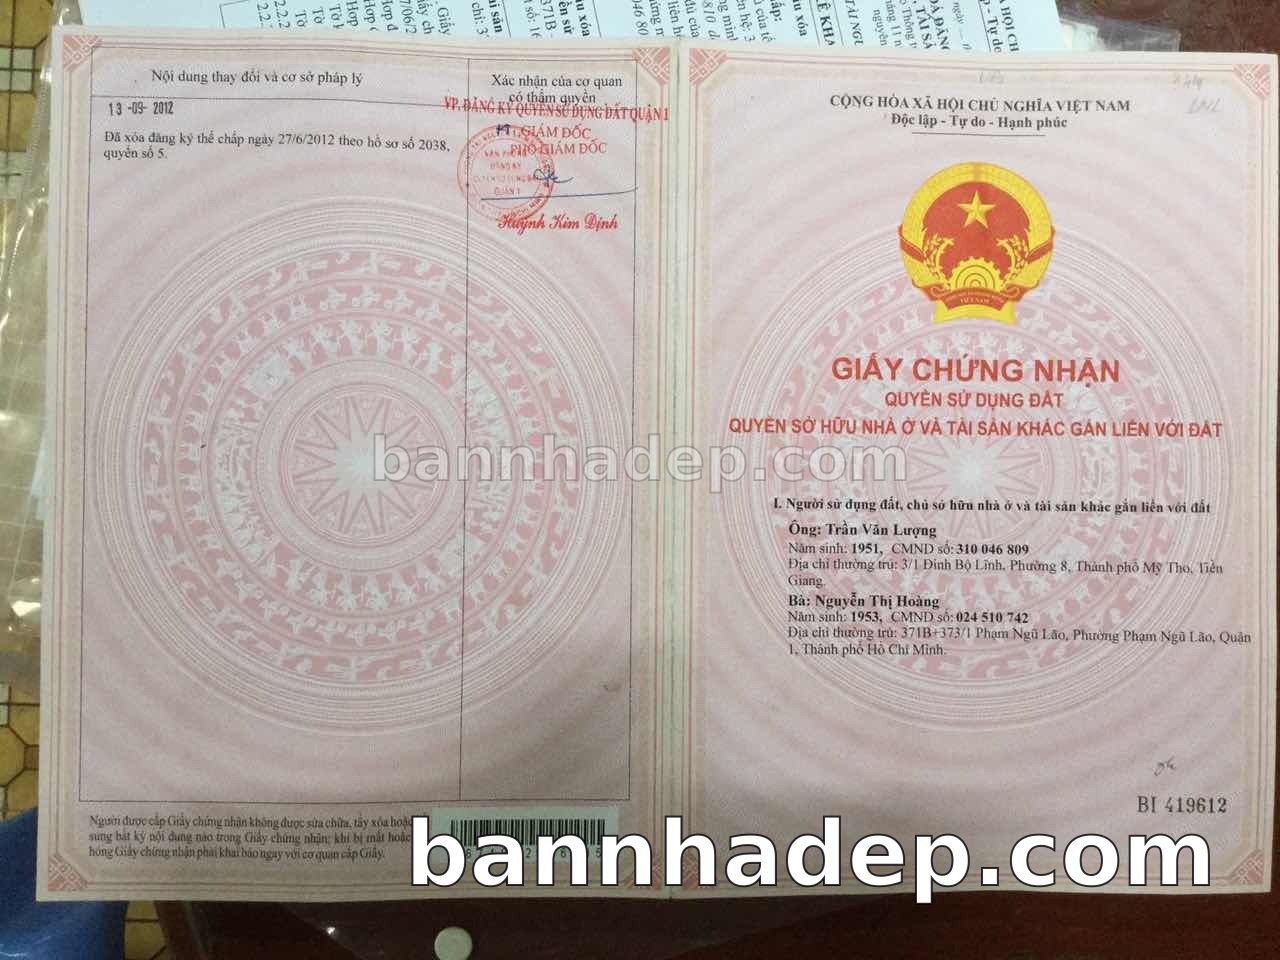 Nội dung thay đổi và cơ sở pháp lý
Xác nhận của cơ quan
có thẩm quyền
13 -09- 2012
Đã xóa đăng ký thế chấp ngày 27/6/2012 theo hồ sơ số 2038,
quyển số 5.
VP. ĐĂNG KÝ QUYỀN SỬ DỤNG ĐẤT QUẬN 1
GIÁM ĐỐC
PHÓ GIÁM ĐỐC
VĂN PHÒNG
ĐĂNG KÝ
QUẬN 1
Huỳnh Kim Định
Người được cấp Giấy chứng nhận không được sửa chữa, tẩy xóa hoặc
sung bất kỳ nội dung nào trong Giấy chứng nhận; khi bị mất hoặc
hỏng Giấy chứng nhận phải khai báo ngay với cơ quan cấp Giấy.
CỘNG HÒA XÃ HỘI CHỦ NGHĨA VIỆT NAM
Độc lập - Tự do - Hạnh phúc
VIỆT NAM
GIẤY CHỨNG NHẬN
QUYỀN SỬ DỤNG ĐẤT
QUYỀN SỞ HỮU NHÀ Ở VÀ TÀI SẢN KHÁC GẮN LIỀN VỚI ĐẤT
bannhadep.com
I. Người sử dụng đất, chủ sở hữu nhà ở và tài sản khác gắn liền với đất
Ông: Trần Văn Lượng
Năm sinh: 1951, CMND số: 310 046 809
Địa chỉ thường trú: 3/1 Đinh Bộ Lĩnh, Phường 8, Thành phố Mỹ Tho, Tiền
Giang.
Bà: Nguyễn Thị Hoàng
Năm sinh: 1953, CMND số: 024 510 742
Địa chỉ thường trú: 371B+373/1 Phạm Ngũ Lão, Phường Phạm Ngũ Lão, Quận
1, Thành phố Hồ Chí Minh.
BI 419612
bannhadep.com